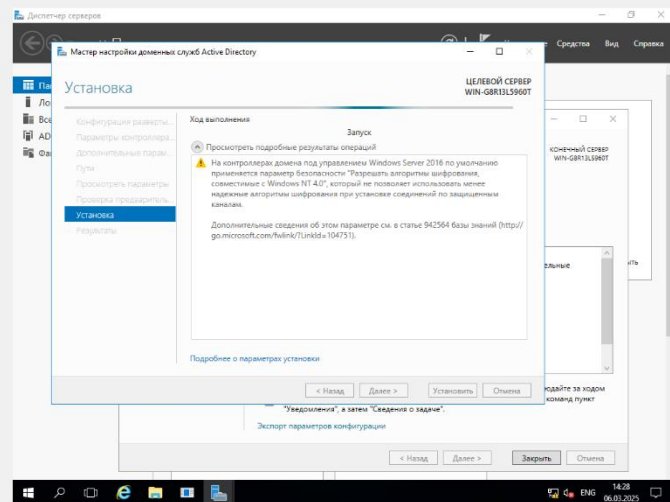 Диспетчер серверов
Средства Вид Справка
Мастер настройки доменных служб Active Directory
Установка
ЦЕЛЕВОЙ СЕРВЕР
WIN-G8R13L5960T
Конфигурация разверты...
Параметры контроллера...
Дополнительные парам...
Пути
Просмотреть параметры
Проверка предваритель...
Установка
Результаты
Ход выполнения
Запуск
Просмотреть подробные результаты операций
На контроллерах домена под управлением Windows Server 2016 по умолчанию
применяется параметр безопасности "Разрешать алгоритмы шифрования,
совместимые с Windows NT 4.0", который не позволяет использовать менее
надежные алгоритмы шифрования при установке соединений по защищенным
каналам.
Дополнительные сведения об этом параметре см. в статье 942564 базы знаний (http://
go.microsoft.com/fwlink/?LinkId=104751).
Подробнее о параметрах установки
< Назад Далее > Установить Отмена
КОНЕЧНЫЙ СЕРВЕР
WIN-G8R13L5960T
"Уведомления", а затем "Сведения о задаче".
Экспорт параметров конфигурации
< Назад Далее > Закрыть Отмена
ENG
14:28
06.03.2025